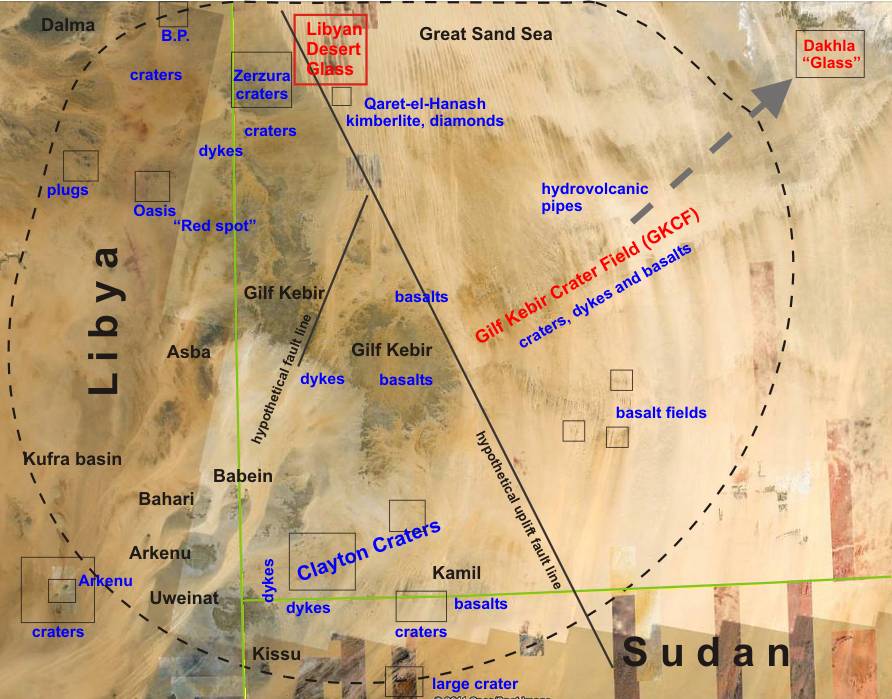 Dalma
B.P.
craters
Libyan
Desert
Glass
Great Sand Sea
Dakhla
“Glass”
Zerzura
craters
Qaret-el-Hanash
kimberlite, diamonds
craters
dykes
plugs
Oasis
“Red spot”
hydrovolcanic
pipes
Gilf Kebir Crater Field (GKCF)
craters, dykes and basalts
Libya
Gilf Kebir
basalts
hypothetical fault line
Asba
Gilf Kebir
dykes
basalts
basalt fields
Kufra basin
Babein
hypothetical uplift fault line
Bahari
Clayton Craters
Arkenu
Arkenu
dykes
Kamil
Uweinat
dykes
basalts
craters
craters
Kissu
Sudan
large crater